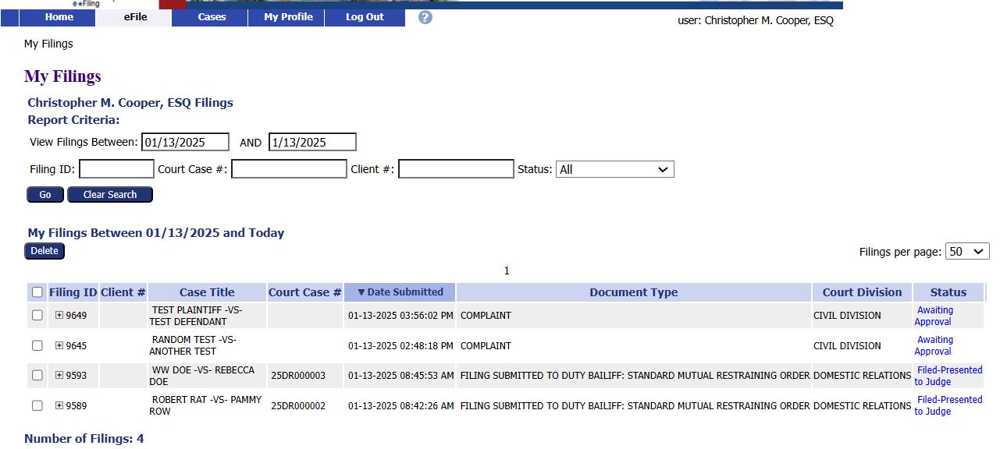 e★Filing
Home eFile Cases My Profile Log Out ?
user: Christopher M. Cooper, ESQ
My Filings
My Filings
Christopher M. Cooper, ESQ Filings
Report Criteria:
View Filings Between: 01/13/2025 AND 1/13/2025
Filing ID: Court Case #: Client #: Status: All
Go Clear Search
My Filings Between 01/13/2025 and Today
Delete
Filings per page: 50
1
Filing ID Client # Case Title Court Case # ▼ Date Submitted Document Type Court Division Status
9649 TEST PLAINTIFF -VS- TEST DEFENDANT 01-13-2025 03:56:02 PM COMPLAINT CIVIL DIVISION Awaiting Approval
9645 RANDOM TEST -VS- ANOTHER TEST 01-13-2025 02:48:18 PM COMPLAINT CIVIL DIVISION Awaiting Approval
9593 WW DOE -VS- REBECCA DOE 25DR000003 01-13-2025 08:45:53 AM FILING SUBMITTED TO DUTY BAILIFF: STANDARD MUTUAL RESTRAINING ORDER DOMESTIC RELATIONS Filed-Presented to Judge
9589 ROBERT RAT -VS- PAMMY ROW 25DR000002 01-13-2025 08:42:26 AM FILING SUBMITTED TO DUTY BAILIFF: STANDARD MUTUAL RESTRAINING ORDER DOMESTIC RELATIONS Filed-Presented to Judge
Number of Filings: 4